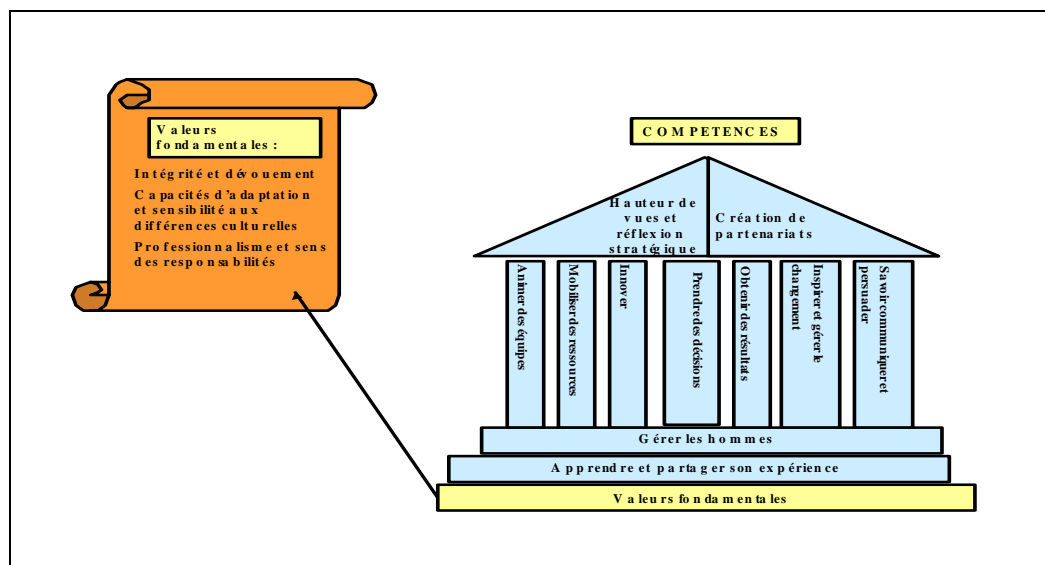 Valeurs
fondamentales :
Intégrité et dévouement
Capacités d'adaptation
et sensibilité aux
différences culturelles
Professionnalisme et sens
des responsabilités
COMPETENCES
Hauteur de
vues et
réflexion
stratégique
Création de
partenariats
Animer des équipes
Mobiliser des ressources
Innover
Prendre des décisions
Obtenir des résultats
Inspirer et gérer le
changement
Savoir communiquer et
persuader
Gérer les hommes
Apprendre et partager son expérience
Valeurs fondamentales